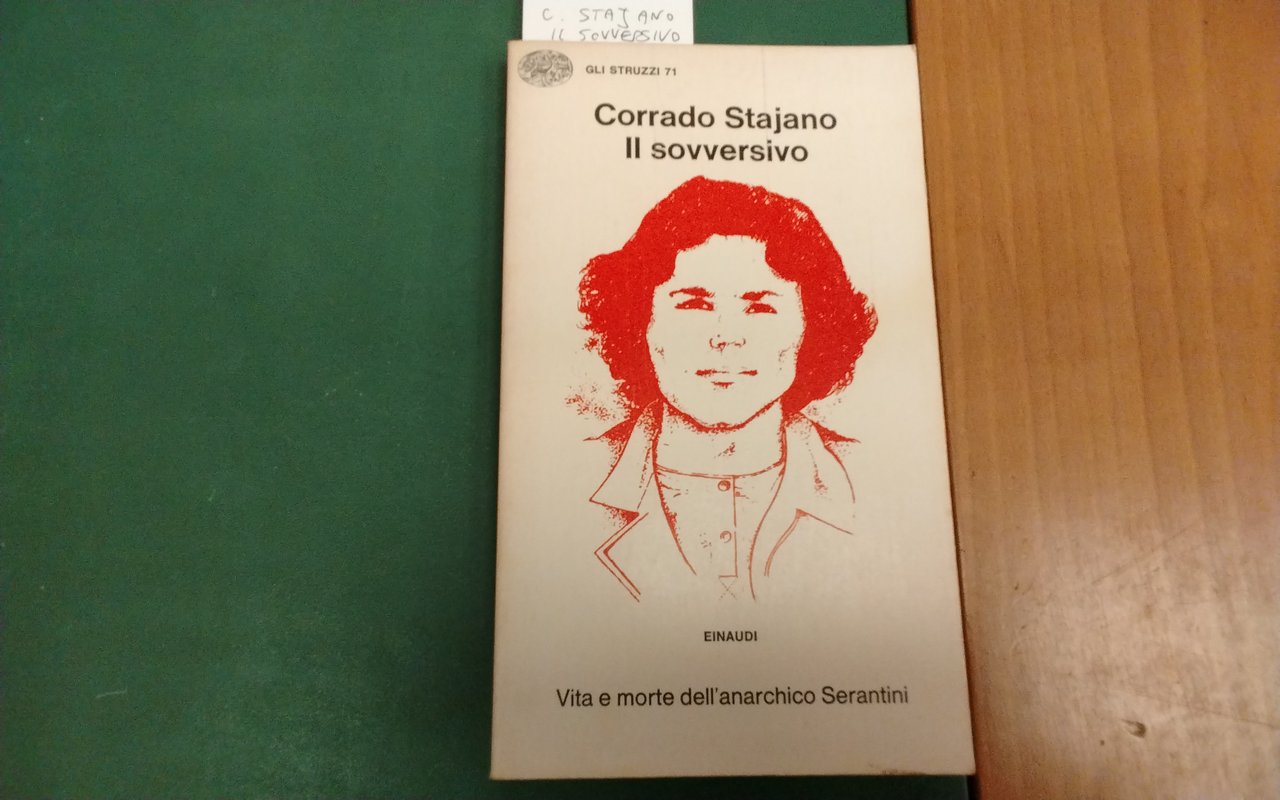 C. STAJANO
IL SOVVERSIVO
GLI STRUZZI 71
Corrado Stajano
Il sovversivo
EINAUDI
Vita e morte dell'anarchico Serantini